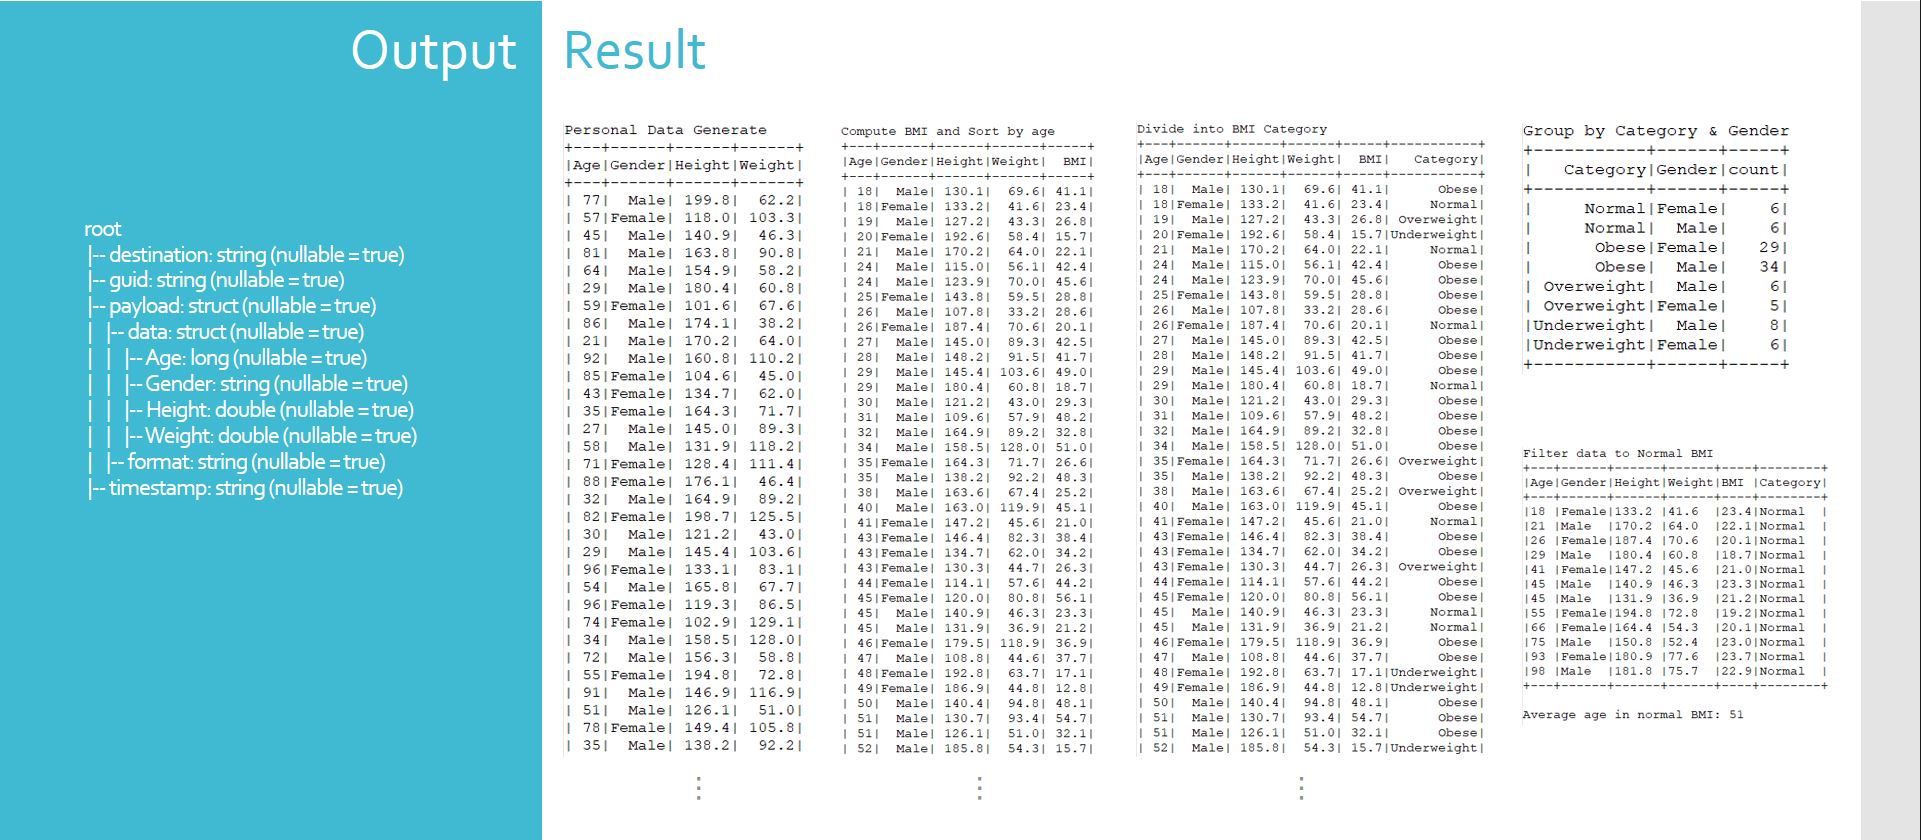 Output
root
|-- destination: string (nullable = true)
|-- guid: string (nullable = true)
|-- payload: struct (nullable = true)
| |-- data: struct (nullable = true)
| | |-- Age: long (nullable = true)
| | |-- Gender: string (nullable = true)
| | |-- Height: double (nullable = true)
| | |-- Weight: double (nullable = true)
| |-- format: string (nullable = true)
|-- timestamp: string (nullable = true)
Result
Personal Data Generate
+---+------+------+------+
|Age|Gender|Height|Weight|
+---+------+------+------+
| 77|  Male| 199.8|  62.2|
| 57|Female| 118.0| 103.3|
| 45|  Male| 140.9|  46.3|
| 81|  Male| 163.8|  90.8|
| 64|  Male| 154.9|  58.2|
| 29|  Male| 180.4|  60.8|
| 59|Female| 101.6|  67.6|
| 86|  Male| 174.1|  38.2|
| 21|  Male| 170.2|  64.0|
| 92|  Male| 160.8| 110.2|
| 85|Female| 104.6|  45.0|
| 43|Female| 134.7|  62.0|
| 35|Female| 164.3|  71.7|
| 27|  Male| 145.0|  89.3|
| 58|  Male| 131.9| 118.2|
| 71|Female| 128.4| 111.4|
| 88|Female| 176.1|  46.4|
| 32|  Male| 164.9|  89.2|
| 82|Female| 198.7| 125.5|
| 30|  Male| 121.2|  43.0|
| 29|  Male| 145.4| 103.6|
| 96|Female| 133.1|  83.1|
| 54|  Male| 165.8|  67.7|
| 96|Female| 119.3|  86.5|
| 74|Female| 102.9| 129.1|
| 34|  Male| 158.5| 128.0|
| 72|  Male| 156.3|  58.8|
| 55|Female| 194.8|  72.8|
| 91|  Male| 146.9| 116.9|
| 51|  Male| 126.1|  51.0|
| 78|Female| 149.4| 105.8|
| 35|  Male| 138.2|  92.2|
⋮
Compute BMI and Sort by age
+---+------+------+------+-----+
|Age|Gender|Height|Weight|  BMI|
+---+------+------+------+-----+
| 18|  Male| 130.1|  69.6| 41.1|
| 18|Female| 133.2|  41.6| 23.4|
| 19|  Male| 127.2|  43.3| 26.8|
| 20|Female| 192.6|  58.4| 15.7|
| 21|  Male| 170.2|  64.0| 22.1|
| 24|  Male| 115.0|  56.1| 42.4|
| 24|  Male| 123.9|  70.0| 45.6|
| 25|Female| 143.8|  59.5| 28.8|
| 26|  Male| 107.8|  33.2| 28.6|
| 26|Female| 187.4|  70.6| 20.1|
| 27|  Male| 145.0|  89.3| 42.5|
| 28|  Male| 148.2|  91.5| 41.7|
| 29|  Male| 145.4| 103.6| 49.0|
| 29|  Male| 180.4|  60.8| 18.7|
| 30|  Male| 121.2|  43.0| 29.3|
| 31|  Male| 109.6|  57.9| 48.2|
| 32|  Male| 164.9|  89.2| 32.8|
| 34|  Male| 158.5| 128.0| 51.0|
| 35|Female| 164.3|  71.7| 26.6|
| 35|  Male| 138.2|  92.2| 48.3|
| 38|  Male| 163.6|  67.4| 25.2|
| 40|  Male| 163.0| 119.9| 45.1|
| 41|Female| 147.2|  45.6| 21.0|
| 43|Female| 146.4|  82.3| 38.4|
| 43|Female| 134.7|  62.0| 34.2|
| 43|Female| 130.3|  44.7| 26.3|
| 44|Female| 114.1|  57.6| 44.2|
| 45|Female| 120.0|  80.8| 56.1|
| 45|  Male| 140.9|  46.3| 23.3|
| 45|  Male| 131.9|  36.9| 21.2|
| 46|Female| 179.5| 118.9| 36.9|
| 47|  Male| 108.8|  44.6| 37.7|
| 48|Female| 192.8|  63.7| 17.1|
| 49|Female| 186.9|  44.8| 12.8|
| 50|  Male| 140.4|  94.8| 48.1|
| 51|  Male| 130.7|  93.4| 54.7|
| 51|  Male| 126.1|  51.0| 32.1|
| 52|  Male| 185.8|  54.3| 15.7|
⋮
Divide into BMI Category
+---+------+------+------+-----+-----------+
|Age|Gender|Height|Weight|  BMI|   Category|
+---+------+------+------+-----+-----------+
| 18|  Male| 130.1|  69.6| 41.1|      Obese|
| 18|Female| 133.2|  41.6| 23.4|     Normal|
| 19|  Male| 127.2|  43.3| 26.8| Overweight|
| 20|Female| 192.6|  58.4| 15.7|Underweight|
| 21|  Male| 170.2|  64.0| 22.1|     Normal|
| 24|  Male| 115.0|  56.1| 42.4|      Obese|
| 24|  Male| 123.9|  70.0| 45.6|      Obese|
| 25|Female| 143.8|  59.5| 28.8|      Obese|
| 26|  Male| 107.8|  33.2| 28.6|      Obese|
| 26|Female| 187.4|  70.6| 20.1|     Normal|
| 27|  Male| 145.0|  89.3| 42.5|      Obese|
| 28|  Male| 148.2|  91.5| 41.7|      Obese|
| 29|  Male| 145.4| 103.6| 49.0|      Obese|
| 29|  Male| 180.4|  60.8| 18.7|     Normal|
| 30|  Male| 121.2|  43.0| 29.3|      Obese|
| 31|  Male| 109.6|  57.9| 48.2|      Obese|
| 32|  Male| 164.9|  89.2| 32.8|      Obese|
| 34|  Male| 158.5| 128.0| 51.0|      Obese|
| 35|Female| 164.3|  71.7| 26.6| Overweight|
| 35|  Male| 138.2|  92.2| 48.3|      Obese|
| 38|  Male| 163.6|  67.4| 25.2| Overweight|
| 40|  Male| 163.0| 119.9| 45.1|      Obese|
| 41|Female| 147.2|  45.6| 21.0|     Normal|
| 43|Female| 146.4|  82.3| 38.4|      Obese|
| 43|Female| 134.7|  62.0| 34.2|      Obese|
| 43|Female| 130.3|  44.7| 26.3| Overweight|
| 44|Female| 114.1|  57.6| 44.2|      Obese|
| 45|Female| 120.0|  80.8| 56.1|      Obese|
| 45|  Male| 140.9|  46.3| 23.3|     Normal|
| 45|  Male| 131.9|  36.9| 21.2|     Normal|
| 46|Female| 179.5| 118.9| 36.9|      Obese|
| 47|  Male| 108.8|  44.6| 37.7|      Obese|
| 48|Female| 192.8|  63.7| 17.1|Underweight|
| 49|Female| 186.9|  44.8| 12.8|Underweight|
| 50|  Male| 140.4|  94.8| 48.1|      Obese|
| 51|  Male| 130.7|  93.4| 54.7|      Obese|
| 51|  Male| 126.1|  51.0| 32.1|      Obese|
| 52|  Male| 185.8|  54.3| 15.7|Underweight|
⋮
Group by Category & Gender
+-----------+------+-----+
|   Category|Gender|count|
+-----------+------+-----+
|     Normal|Female|    6|
|     Normal|  Male|    6|
|      Obese|Female|   29|
|      Obese|  Male|   34|
| Overweight|  Male|    6|
| Overweight|Female|    5|
|Underweight|  Male|    8|
|Underweight|Female|    6|
+-----------+------+-----+
Filter data to Normal BMI
+---+------+------+------+----+--------+
|Age|Gender|Height|Weight|BMI |Category|
+---+------+------+------+----+--------+
|18 |Female|133.2 |41.6  |23.4|Normal  |
|21 |Male  |170.2 |64.0  |22.1|Normal  |
|26 |Female|187.4 |70.6  |20.1|Normal  |
|29 |Male  |180.4 |60.8  |18.7|Normal  |
|41 |Female|147.2 |45.6  |21.0|Normal  |
|45 |Male  |140.9 |46.3  |23.3|Normal  |
|45 |Male  |131.9 |36.9  |21.2|Normal  |
|55 |Female|194.8 |72.8  |19.2|Normal  |
|66 |Female|164.4 |54.3  |20.1|Normal  |
|75 |Male  |150.8 |52.4  |23.0|Normal  |
|93 |Female|180.9 |77.6  |23.7|Normal  |
|98 |Male  |181.8 |75.7  |22.9|Normal  |
+---+------+------+------+----+--------+
Average age in normal BMI: 51